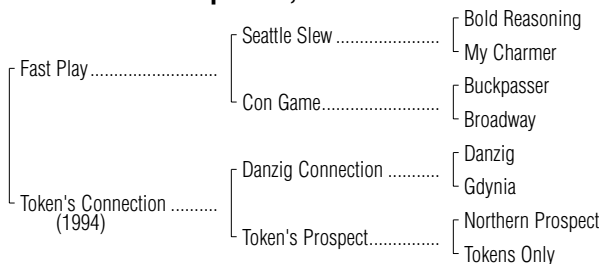 Bold Reasoning
Seattle Slew ..................
My Charmer
Fast Play ......................
Buckpasser
Con Game.....................
Broadway
Danzig
Danzig Connection ...........
Gdynia
Token's Connection .........
(1994)
Northern Prospect
Token's Prospect...............
Tokens Only